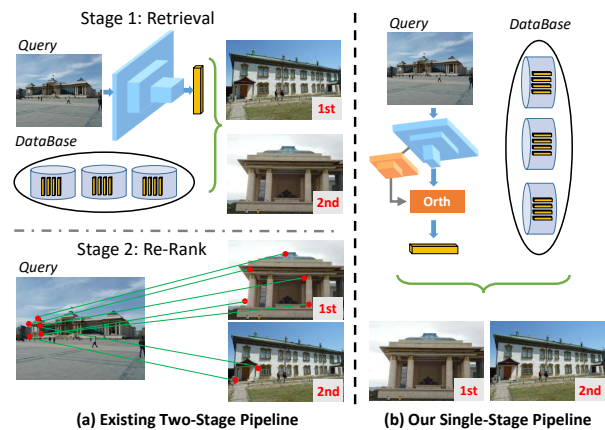 Stage 1: Retrieval
Query
DataBase
1st
2nd
Stage 2: Re-Rank
Query
1st
2nd
(a) Existing Two-Stage Pipeline
Query
DataBase
Orth
1st
2nd
(b) Our Single-Stage Pipeline